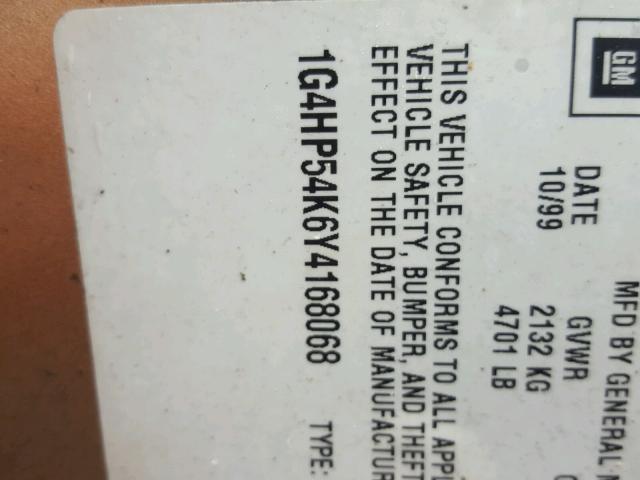 GM
MFD BY GENERAL
DATE GVWR
10/99 2132 KG
4701 LB
THIS VEHICLE CONFORMS TO ALL APPL
VEHICLE SAFETY, BUMPER, AND THEFT
EFFECT ON THE DATE OF MANUFACTUR
1G4HP54K6Y4168068 TYPE: